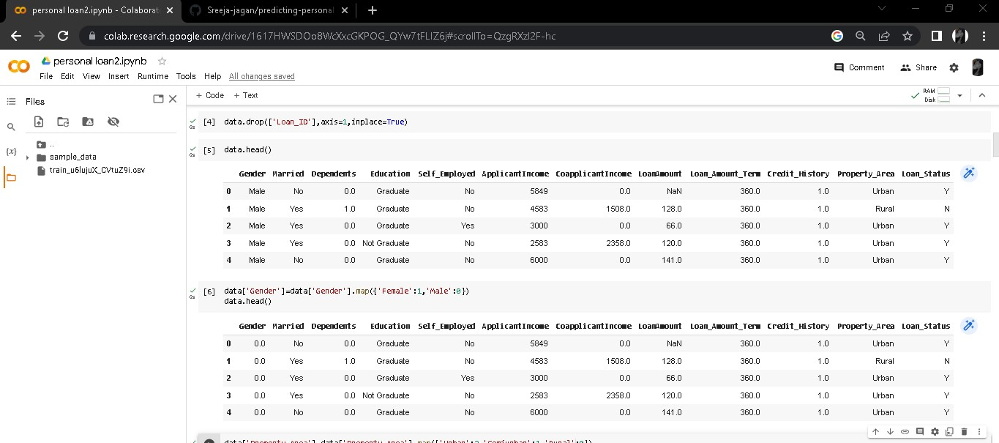 personal loan2.ipynb - Colaborat
Sreeja-jagan/predicting-personal
colab.research.google.com/drive/1617HWSDOo8WcXxcGKPOG_QYw7tFLIZ6j#scrollTo=QzgRXzI2F-hc
personal loan2.ipynb
File Edit View Insert Runtime Tools Help All changes saved
Comment Share
Files
+ Code + Text
RAM
Disk
..
sample_data
train_u6lujuX_CVtuZ9i.csv
0s
[4] data.drop(['Loan_ID'],axis=1,inplace=True)
0s
[5] data.head()
Gender Married Dependents Education Self_Employed ApplicantIncome CoapplicantIncome LoanAmount Loan_Amount_Term Credit_History Property_Area Loan_Status
0 Male No 0.0 Graduate No 5849 0.0 NaN 360.0 1.0 Urban Y
1 Male Yes 1.0 Graduate No 4583 1508.0 128.0 360.0 1.0 Rural N
2 Male Yes 0.0 Graduate Yes 3000 0.0 66.0 360.0 1.0 Urban Y
3 Male Yes 0.0 Not Graduate No 2583 2358.0 120.0 360.0 1.0 Urban Y
4 Male No 0.0 Graduate No 6000 0.0 141.0 360.0 1.0 Urban Y
0s
[6] data['Gender']=data['Gender'].map({'Female':1,'Male':0})
data.head()
Gender Married Dependents Education Self_Employed ApplicantIncome CoapplicantIncome LoanAmount Loan_Amount_Term Credit_History Property_Area Loan_Status
0 0.0 No 0.0 Graduate No 5849 0.0 NaN 360.0 1.0 Urban Y
1 0.0 Yes 1.0 Graduate No 4583 1508.0 128.0 360.0 1.0 Rural N
2 0.0 Yes 0.0 Graduate Yes 3000 0.0 66.0 360.0 1.0 Urban Y
3 0.0 Yes 0.0 Not Graduate No 2583 2358.0 120.0 360.0 1.0 Urban Y
4 0.0 No 0.0 Graduate No 6000 0.0 141.0 360.0 1.0 Urban Y
data['Property_Area']=data['Property_Area'].map({'Urban':2,'Semiurban':1,'Rural':0})